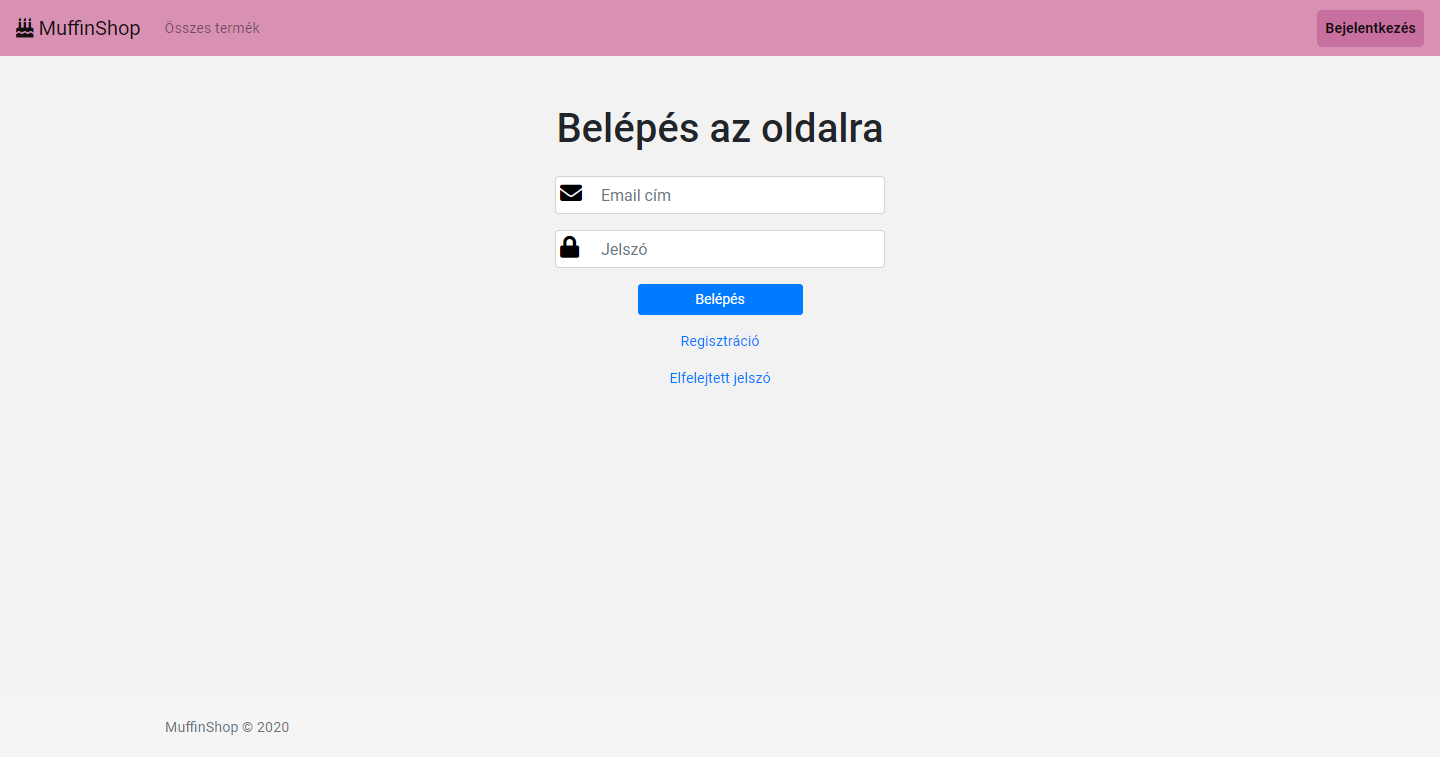 MuffinShop Összes termék Bejelentkezés
Belépés az oldalra
Email cím
Jelszó
Belépés
Regisztráció
Elfelejtett jelszó
MuffinShop © 2020